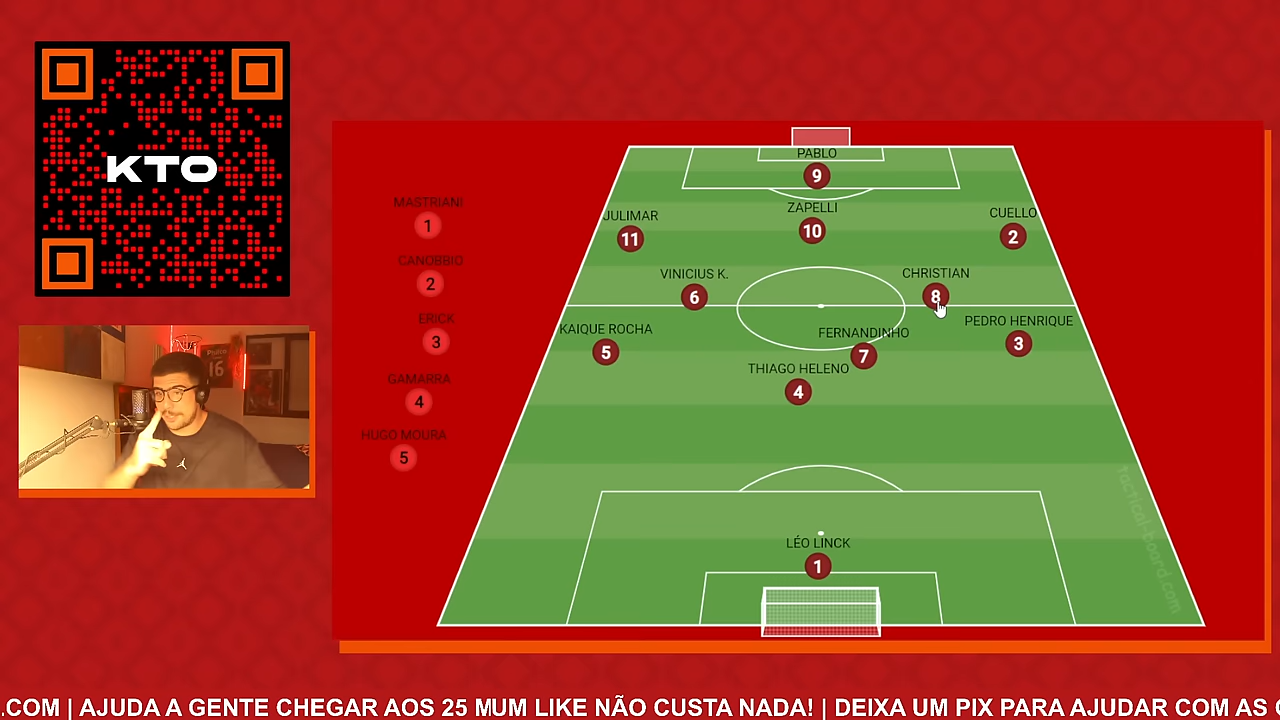 KTO
PABLO
9
MASTRIANI
1
ZAPELLI
10
JULIMAR
11
CUELLO
2
CANOBBIO
2
VINICIUS K.
6
CHRISTIAN
8
ERICK
3
KAIQUE ROCHA
5
FERNANDINHO
7
PEDRO HENRIQUE
3
THIAGO HELENO
4
GAMARRA
4
HUGO MOURA
5
LÉO LINCK
1
tactical-board.com
16
.COM | AJUDA A GENTE CHEGAR AOS 25 MUM LIKE NÃO CUSTA NADA! | DEIXA UM PIX PARA AJUDAR COM AS